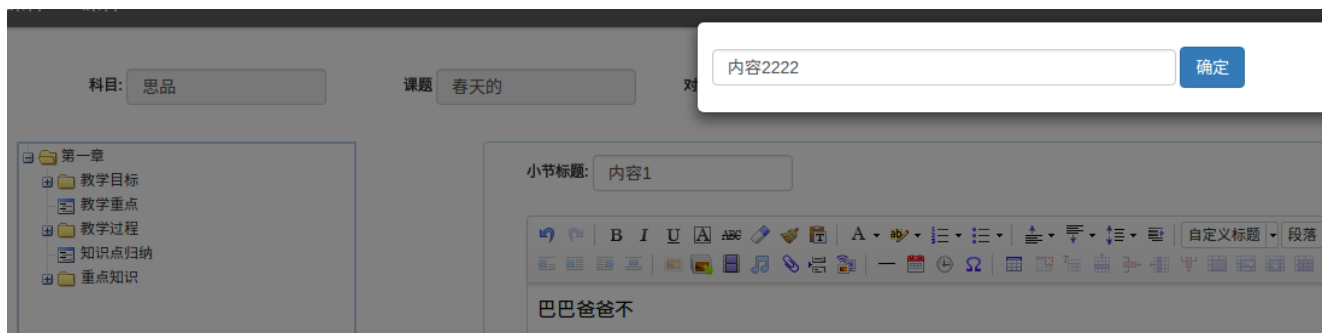 内容2222 确定
科目: 思品 课题 春天的 对
第一章
教学目标
教学重点
教学过程
知识点归纳
重点知识
小节标题: 内容1
B I U A ABC A ab Ω 自定义标题 段落
巴巴爸爸不